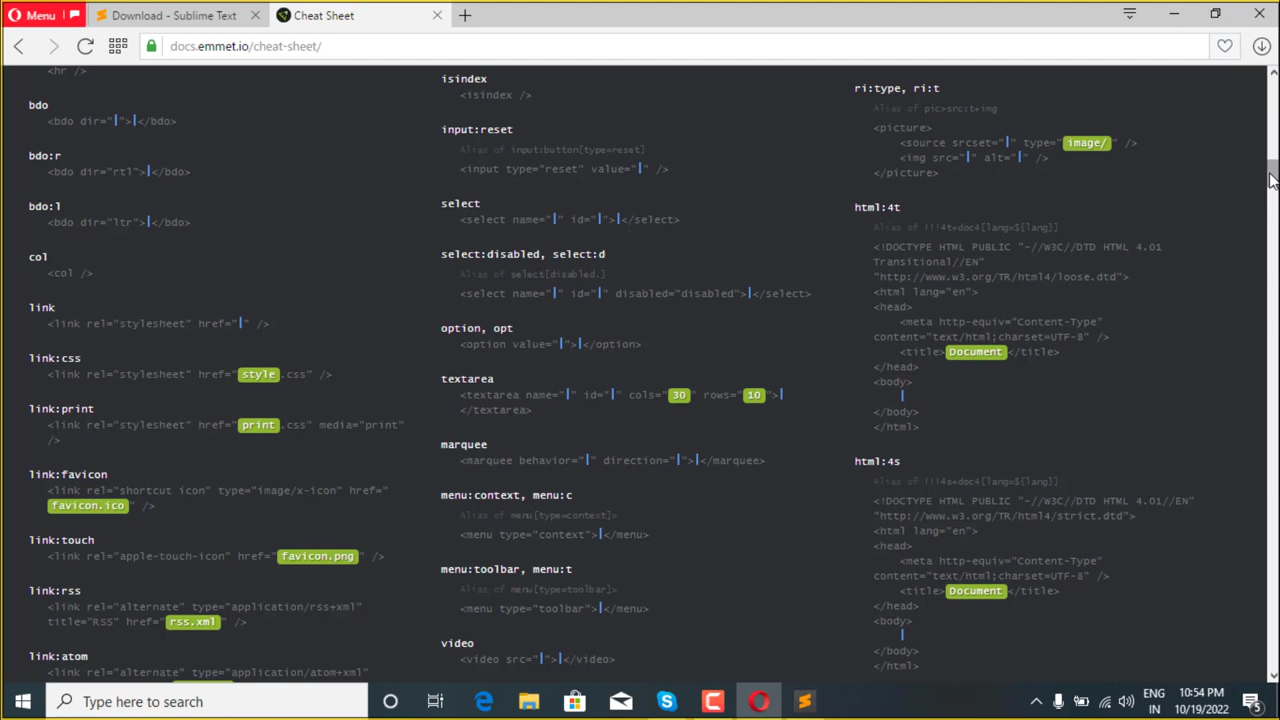 Menu
Download - Sublime Text
Cheat Sheet
docs.emmet.io/cheat-sheet/
<hr />
bdo
<bdo dir="|">|</bdo>
bdo:r
<bdo dir="rtl">|</bdo>
bdo:l
<bdo dir="ltr">|</bdo>
col
<col />
link
<link rel="stylesheet" href="|" />
link:css
<link rel="stylesheet" href="style.css" />
link:print
<link rel="stylesheet" href="print.css" media="print"
/>
link:favicon
<link rel="shortcut icon" type="image/x-icon" href="
favicon.ico" />
link:touch
<link rel="apple-touch-icon" href="favicon.png" />
link:rss
<link rel="alternate" type="application/rss+xml"
title="RSS" href="rss.xml" />
link:atom
<link rel="alternate" type="application/atom+xml"
isindex
<isindex />
input:reset
Alias of input:button[type=reset]
<input type="reset" value="|" />
select
<select name="|" id="|">|</select>
select:disabled, select:d
Alias of select[disabled.]
<select name="|" id="|" disabled="disabled">|</select>
option, opt
<option value="|">|</option>
textarea
<textarea name="|" id="|" cols="30" rows="10">|
</textarea>
marquee
<marquee behavior="|" direction="|">|</marquee>
menu:context, menu:c
Alias of menu[type=context]>
<menu type="context">|</menu>
menu:toolbar, menu:t
Alias of menu[type=toolbar]>
<menu type="toolbar">|</menu>
video
<video src="|">|</video>
ri:type, ri:t
Alias of pic>src:t+img
<picture>
<source srcset="|" type="image/" />
<img src="|" alt="|" />
</picture>
html:4t
Alias of !!!4t+doc4[lang=${lang}]
<!DOCTYPE HTML PUBLIC "-//W3C//DTD HTML 4.01
Transitional//EN"
"http://www.w3.org/TR/html4/loose.dtd">
<html lang="en">
<head>
<meta http-equiv="Content-Type"
content="text/html;charset=UTF-8" />
<title>Document</title>
</head>
<body>
|
</body>
</html>
html:4s
Alias of !!!4s+doc4[lang=${lang}]
<!DOCTYPE HTML PUBLIC "-//W3C//DTD HTML 4.01//EN"
"http://www.w3.org/TR/html4/strict.dtd">
<html lang="en">
<head>
<meta http-equiv="Content-Type"
content="text/html;charset=UTF-8" />
<title>Document</title>
</head>
<body>
|
</body>
</html>
Type here to search
ENG
IN
10:54 PM
10/19/2022
5